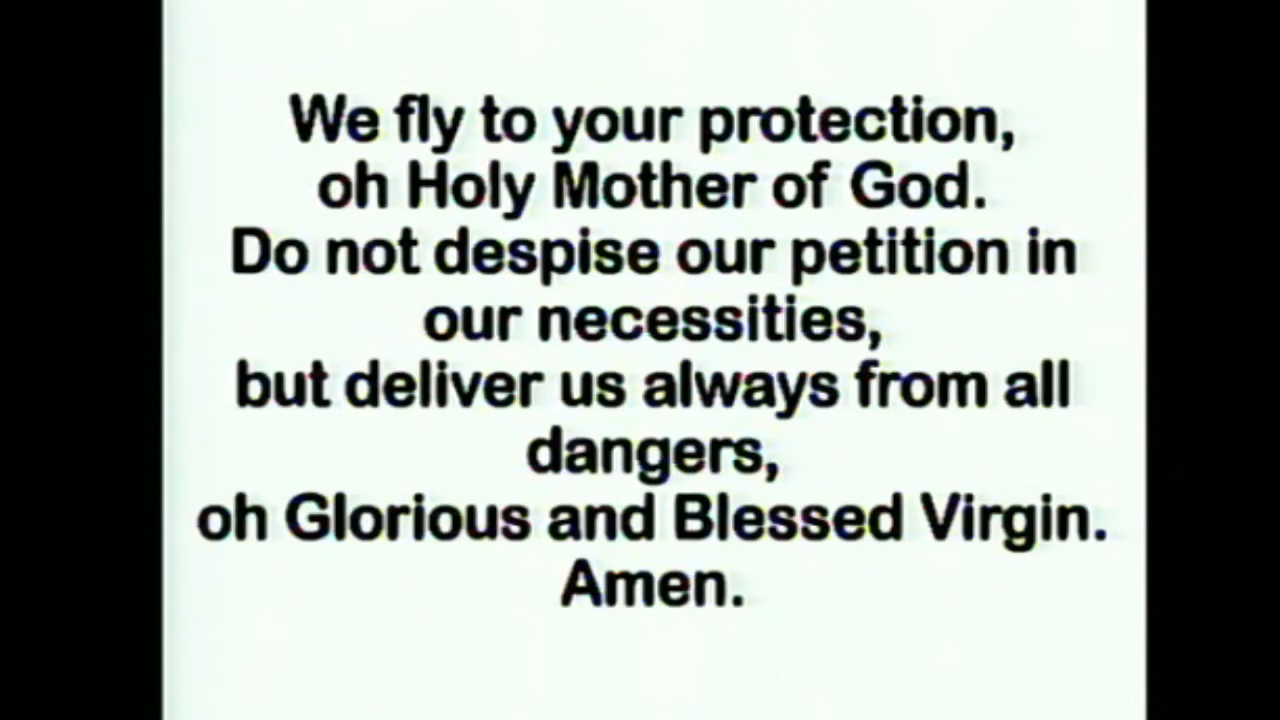 We fly to your protection,
oh Holy Mother of God.
Do not despise our petition in
our necessities,
but deliver us always from all
dangers,
oh Glorious and Blessed Virgin.
Amen.